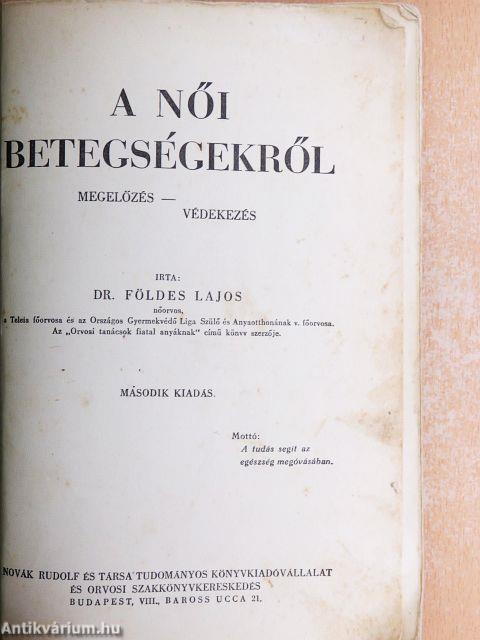 A NŐI
BETEGSÉGEKRŐL
MEGELŐZÉS —
VÉDEKEZÉS
IRTA:
DR. FÖLDES LAJOS
nőorvos,
a Teleia főorvosa és az Országos Gyermekvédő Liga Szülő és Anyaotthonának v. főorvosa.
Az „Orvosi tanácsok fiatal anyáknak" című könyv szerzője.
MÁSODIK KIADÁS.
Mottó:
A tudás segit az
egészség megóvásában.
NOVÁK RUDOLF ÉS TÁRSA TUDOMÁNYOS KÖNYVKIADÓVÁLLALAT
ÉS ORVOSI SZAKKÖNYVKERESKEDÉS
BUDAPEST, VIII., BAROSS UCCA 21.
Antikvárium.hu